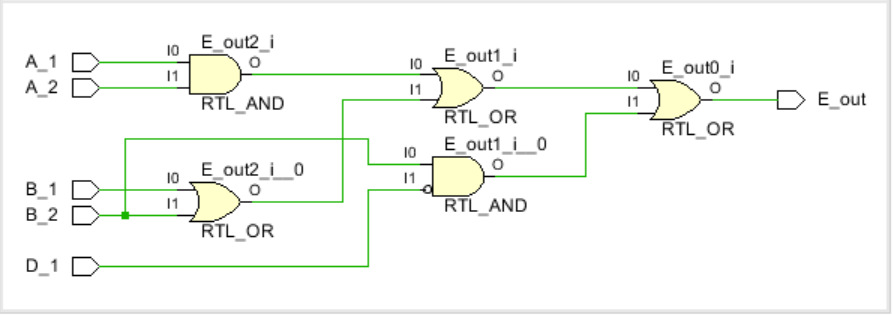 A_1
A_2
I0
I1
E_out2_i
O
RTL_AND
I0
I1
E_out1_i
O
RTL_OR
I0
I1
E_out0_i
O
RTL_OR
E_out
B_1
B_2
I0
I1
E_out2_i__0
O
RTL_OR
I0
I1
E_out1_i__0
O
RTL_AND
D_1